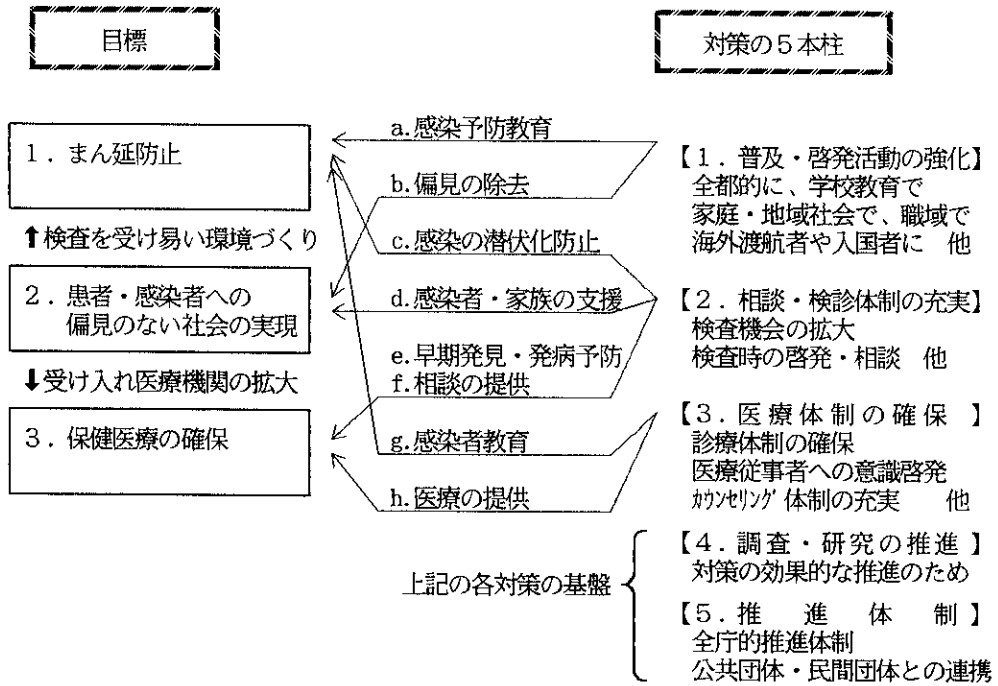 目標
対策の５本柱
１．まん延防止
⬆検査を受け易い環境づくり
２．患者・感染者への
偏見のない社会の実現
⬇受け入れ医療機関の拡大
３．保健医療の確保
a.感染予防教育
b.偏見の除去
c.感染の潜伏化防止
d.感染者・家族の支援
e.早期発見・発病予防
f.相談の提供
g.感染者教育
h.医療の提供
【１．普及・啓発活動の強化】
全都的に、学校教育で
家庭・地域社会で、職域で
海外渡航者や入国者に　他
【２．相談・検診体制の充実】
検査機会の拡大
検査時の啓発・相談　他
【３．医療体制の確保】
診療体制の確保
医療従事者への意識啓発
ｶｳﾝｾﾘﾝｸﾞ体制の充実　他
上記の各対策の基盤
【４．調査・研究の推進】
対策の効果的な推進のため
【５．推　進　体　制】
全庁的推進体制
公共団体・民間団体との連携